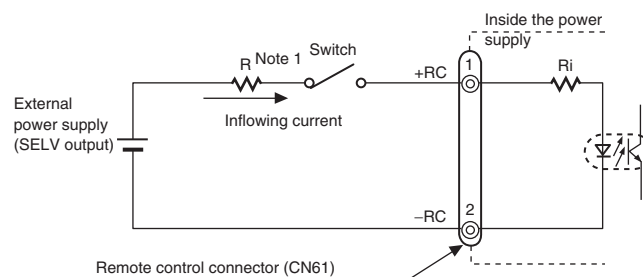 Inside the power
supply
R Note 1 Switch
+RC
1
Ri
External
power supply
(SELV output)
Inflowing current
−RC
2
Remote control connector (CN61)